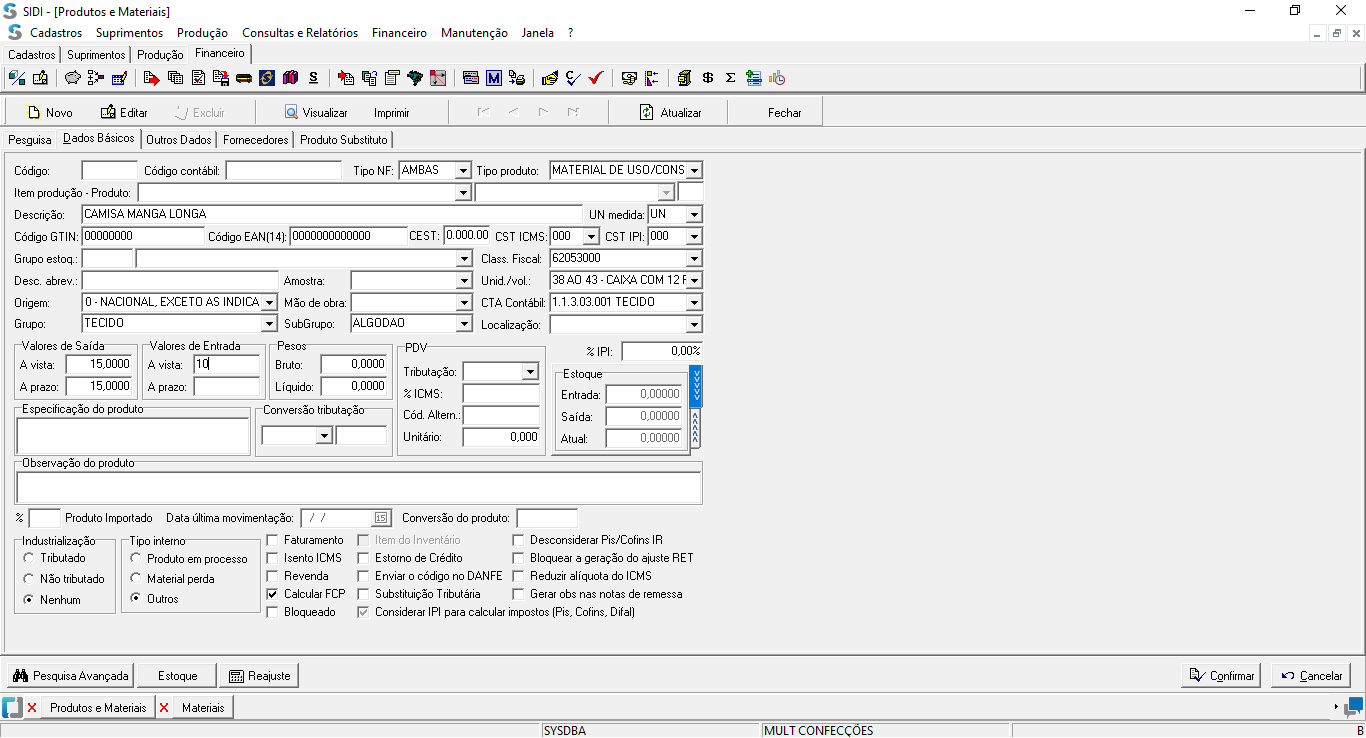 SIDI - [Produtos e Materiais]
Cadastros Suprimentos Produção Consultas e Relatórios Financeiro Manutenção Janela ?
Cadastros Suprimentos Produção Financeiro
Novo Editar Excluir Visualizar Imprimir Atualizar Fechar
Pesquisa Dados Básicos Outros Dados Fornecedores Produto Substituto
Código: Código contábil: Tipo NF: AMBAS Tipo produto: MATERIAL DE USO/CONS
Item produção - Produto:
Descrição: CAMISA MANGA LONGA UN medida: UN
Código GTIN: 00000000 Código EAN(14): 0000000000000 CEST: 0.000.00 CST ICMS: 000 CST IPI: 000
Grupo estoq.: Class. Fiscal: 62053000
Desc. abrev.: Amostra: Unid./vol.: 38 AO 43 - CAIXA COM 12 F
Origem: 0 - NACIONAL, EXCETO AS INDICA Mão de obra: CTA Contábil: 1.1.3.03.001 TECIDO
Grupo: TECIDO SubGrupo: ALGODAO Localização:
Valores de Saída Valores de Entrada Pesos PDV % IPI: 0,00%
A vista: 15,0000 A vista: 10 Bruto: 0,0000 Tributação: Estoque
A prazo: 15,0000 A prazo: Líquido: 0,0000 % ICMS: Entrada: 0,00000
Especificação do produto Conversão tributação Cód. Altern.: Saída: 0,00000
Unitário: 0,000 Atual: 0,00000
Observação do produto
% Produto Importado Data última movimentação: / / 15 Conversão do produto:
Industrialização Tipo interno Faturamento Item do Inventário Desconsiderar Pis/Cofins IR
Tributado Produto em processo Isento ICMS Estorno de Crédito Bloquear a geração do ajuste RET
Não tributado Material perda Revenda Enviar o código no DANFE Reduzir alíquota do ICMS
Nenhum Outros Calcular FCP Substituição Tributária Gerar obs nas notas de remessa
Bloqueado Considerar IPI para calcular impostos (Pis, Cofins, Difal)
Pesquisa Avançada Estoque Reajuste Confirmar Cancelar
Produtos e Materiais Materiais
SYSDBA MULT CONFECÇÕES B